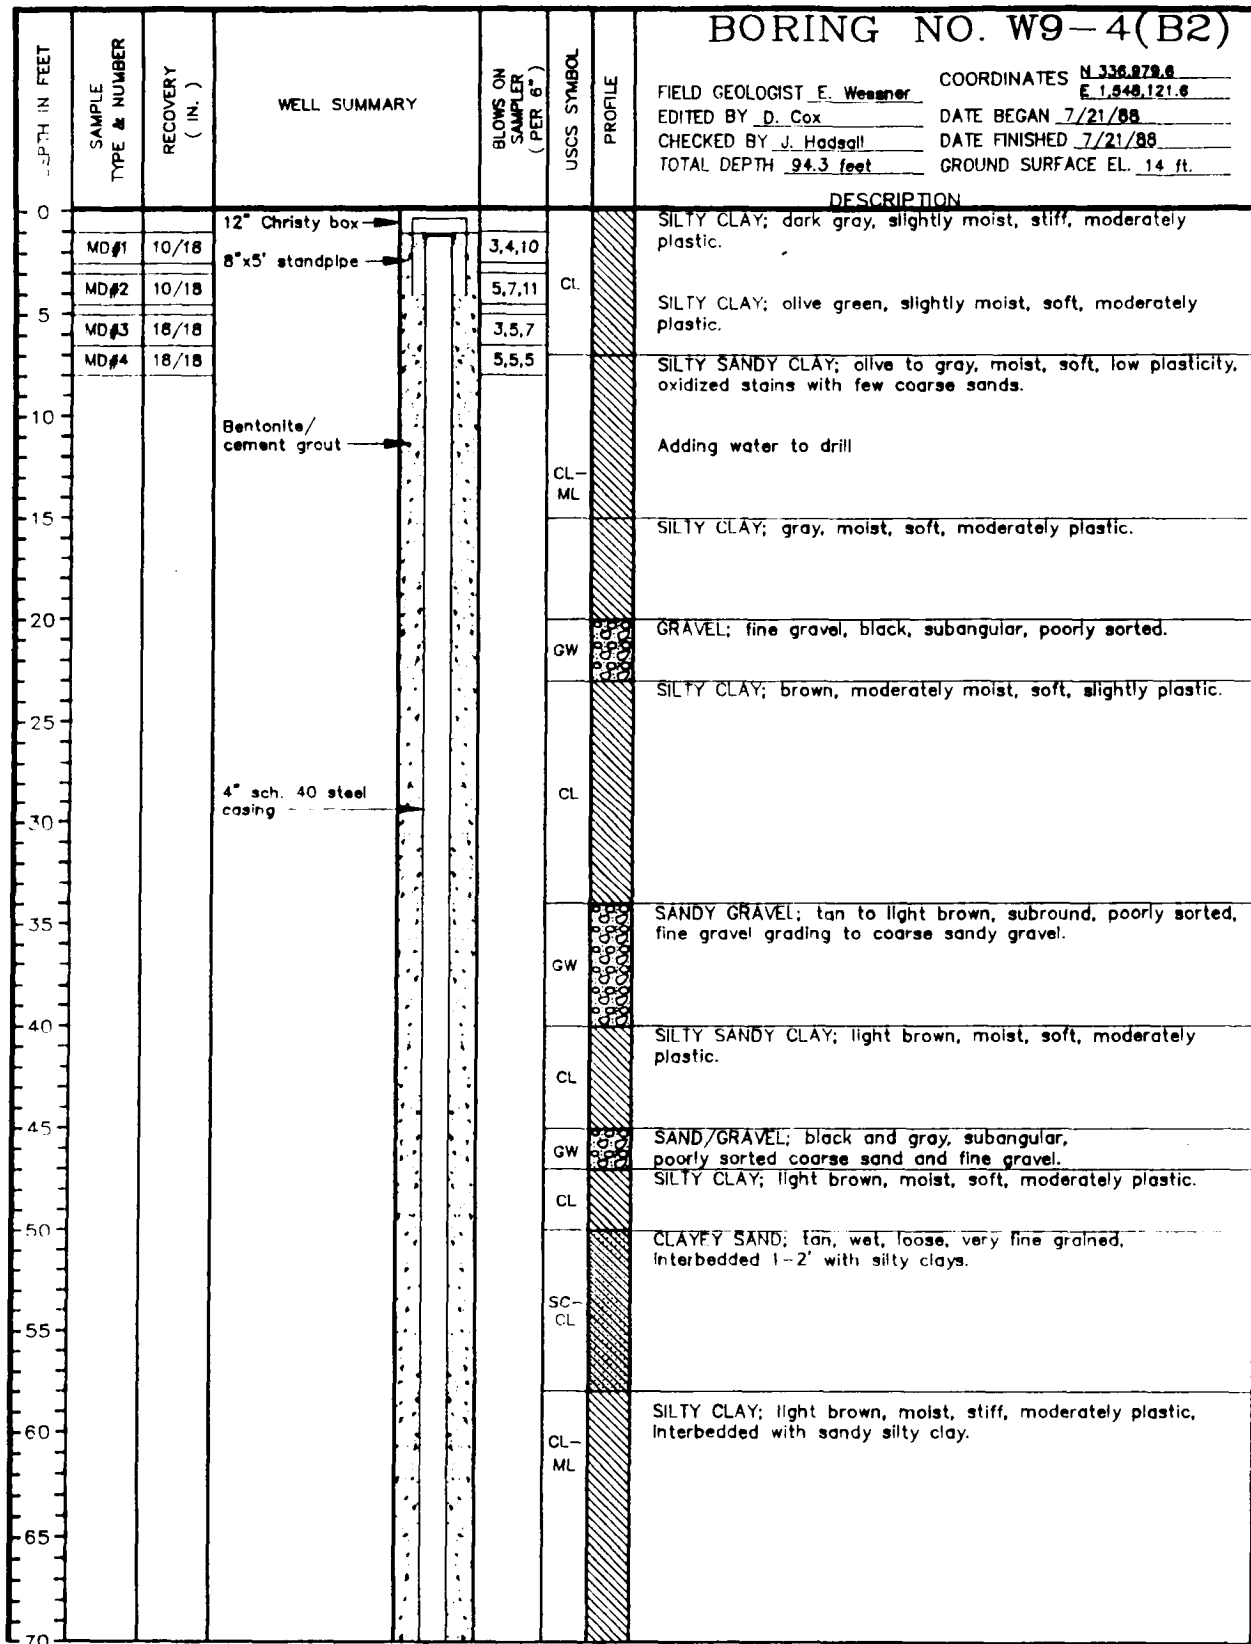 BORING NO. W9-4(B2)
DEPTH IN FEET
SAMPLE
TYPE & NUMBER
RECOVERY
( IN. )
WELL SUMMARY
BLOWS ON
SAMPLER
( PER 6" )
USCS SYMBOL
PROFILE
FIELD GEOLOGIST E. Wessner
EDITED BY D. Cox
CHECKED BY J. Hadsall
TOTAL DEPTH 94.3 feet
COORDINATES N 336,979.6
E 1,548,121.6
DATE BEGAN 7/21/88
DATE FINISHED 7/21/88
GROUND SURFACE EL. 14 ft.
DESCRIPTION
0
12" Christy box
SILTY CLAY; dark gray, slightly moist, stiff, moderately
plastic.
MD#1 10/18 3,4,10
8"x5' standpipe
MD#2 10/18 5,7,11 CL
SILTY CLAY; olive green, slightly moist, soft, moderately
plastic.
5
MD#3 18/18 3,5,7
MD#4 18/18 5,5,5
SILTY SANDY CLAY; olive to gray, moist, soft, low plasticity,
oxidized stains with few coarse sands.
10
Bentonite/
cement grout
Adding water to drill
CL-
ML
15
SILTY CLAY; gray, moist, soft, moderately plastic.
20
GRAVEL; fine gravel, black, subangular, poorly sorted.
GW
SILTY CLAY; brown, moderately moist, soft, slightly plastic.
25
4" sch. 40 steel
casing
CL
30
SANDY GRAVEL; tan to light brown, subround, poorly sorted,
fine gravel grading to coarse sandy gravel.
35
GW
40
SILTY SANDY CLAY; light brown, moist, soft, moderately
plastic.
CL
45
SAND/GRAVEL; black and gray, subangular,
poorly sorted coarse sand and fine gravel.
GW
SILTY CLAY; light brown, moist, soft, moderately plastic.
CL
50
CLAYEY SAND; tan, wet, loose, very fine grained,
interbedded 1-2' with silty clays.
SC-
CL
55
SILTY CLAY; light brown, moist, stiff, moderately plastic,
interbedded with sandy silty clay.
60
CL-
ML
65
70